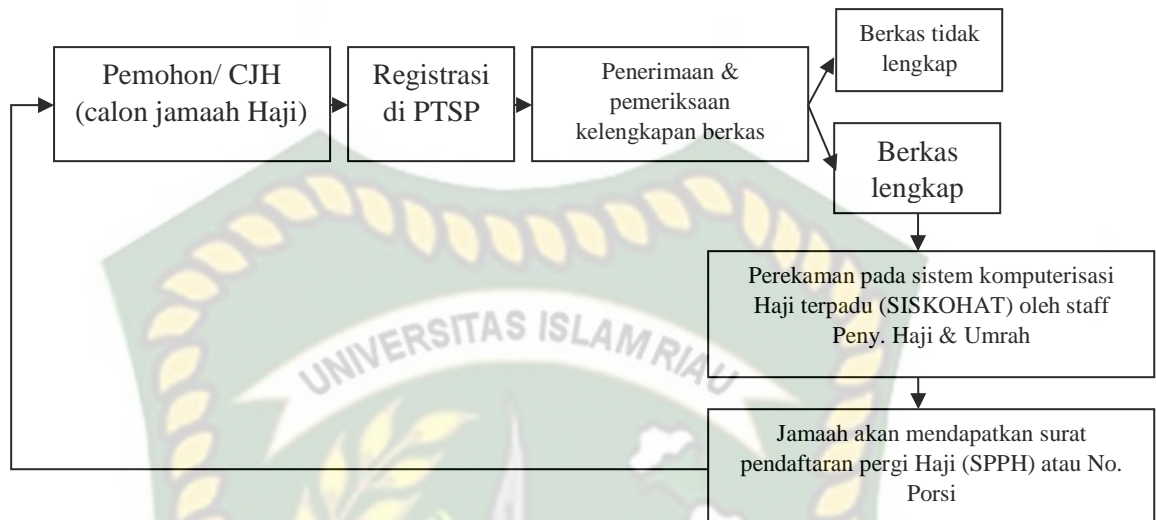 Pemohon/ CJH
(calon jamaah Haji)
Registrasi
di PTSP
Penerimaan &
pemeriksaan
kelengkapan berkas
Berkas tidak
lengkap
Berkas
lengkap
Perekaman pada sistem komputerisasi
Haji terpadu (SISKOHAT) oleh staff
Peny. Haji & Umrah
Jamaah akan mendapatkan surat
pendaftaran pergi Haji (SPPH) atau No.
Porsi
UNIVERSITAS ISLAM RIAU